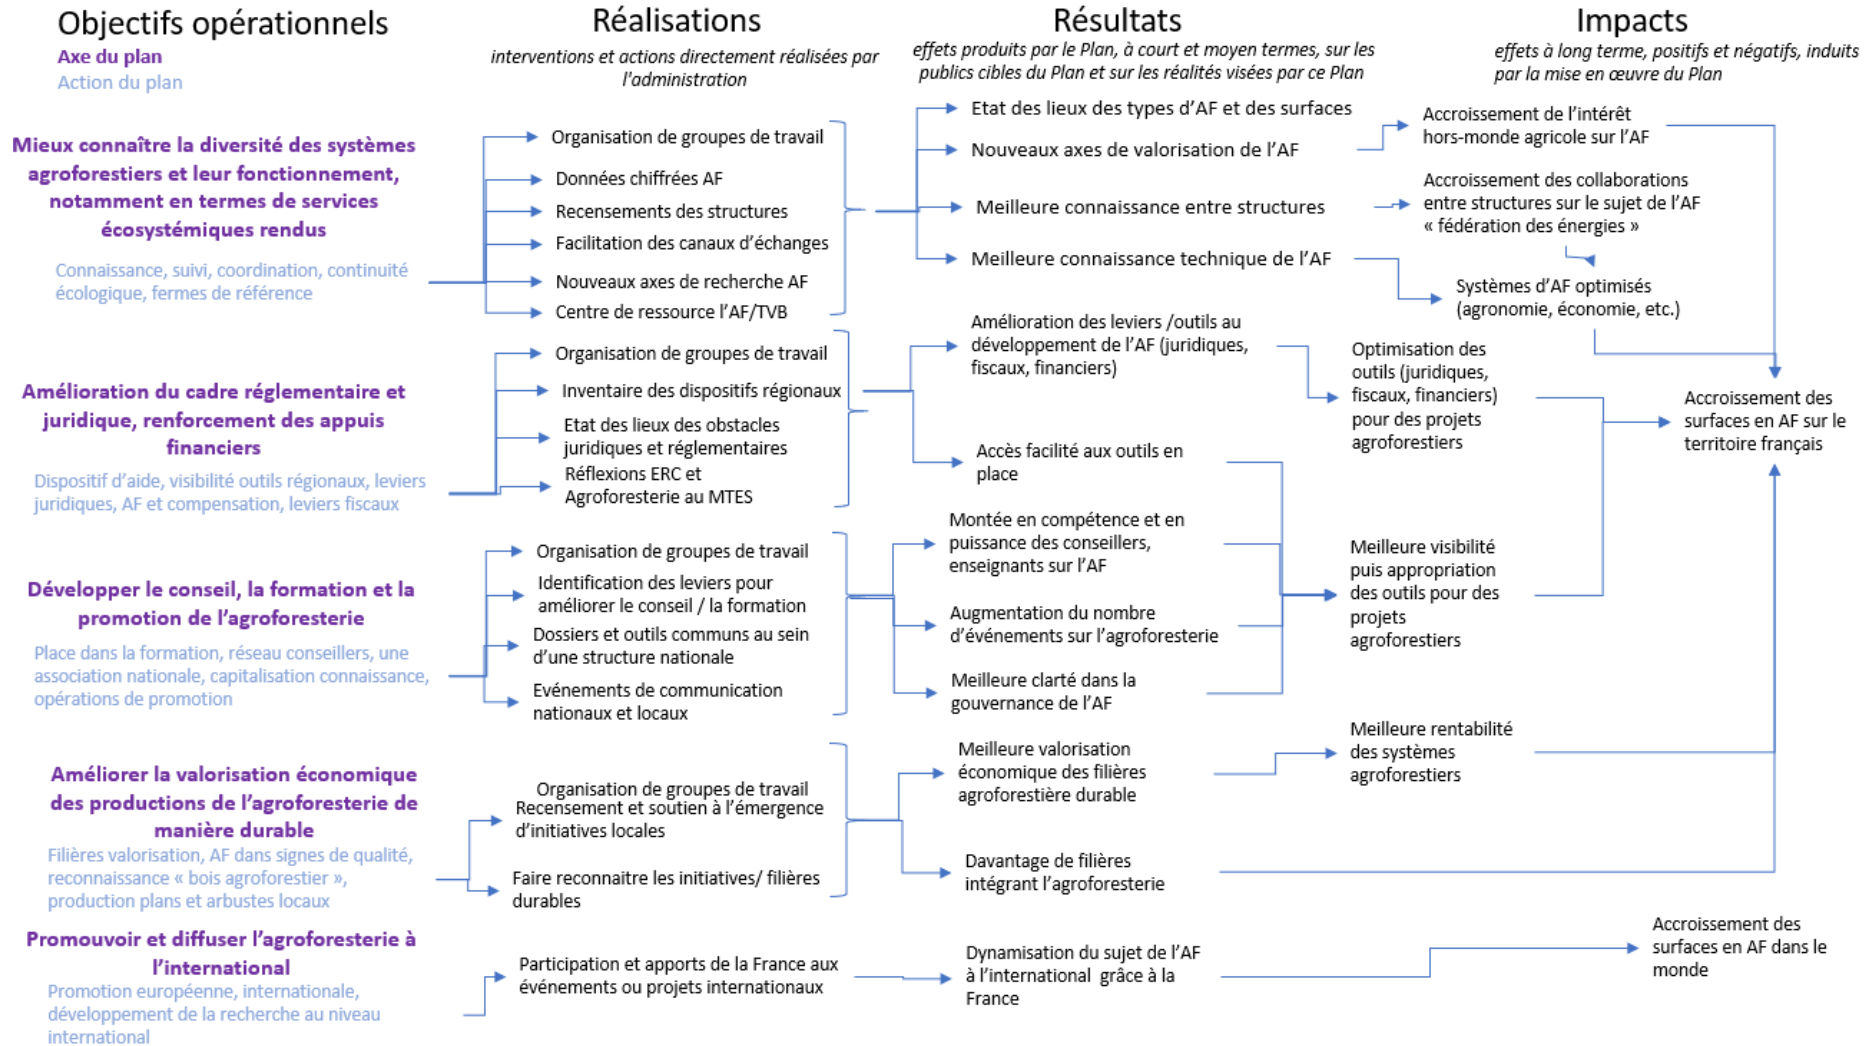 Objectifs opérationnels
Axe du plan
Action du plan
Mieux connaître la diversité des systèmes
agroforestiers et leur fonctionnement,
notamment en termes de services
écosystémiques rendus
Connaissance, suivi, coordination, continuité
écologique, fermes de référence
Amélioration du cadre réglementaire et
juridique, renforcement des appuis
financiers
Dispositif d’aide, visibilité outils régionaux, leviers
juridiques, AF et compensation, leviers fiscaux
Développer le conseil, la formation et la
promotion de l’agroforesterie
Place dans la formation, réseau conseillers, une
association nationale, capitalisation connaissance,
opérations de promotion
Améliorer la valorisation économique
des productions de l’agroforesterie de
manière durable
Filières valorisation, AF dans signes de qualité,
reconnaissance « bois agroforestier »,
production plans et arbustes locaux
Promouvoir et diffuser l’agroforesterie à
l’international
Promotion européenne, internationale,
développement de la recherche au niveau
international
Réalisations
interventions et actions directement réalisées par
l'administration
Organisation de groupes de travail
Données chiffrées AF
Recensements des structures
Facilitation des canaux d’échanges
Nouveaux axes de recherche AF
Centre de ressource l’AF/TVB
Organisation de groupes de travail
Inventaire des dispositifs régionaux
Etat des lieux des obstacles
juridiques et réglementaires
Réflexions ERC et
Agroforesterie au MTES
Organisation de groupes de travail
Identification des leviers pour
améliorer le conseil / la formation
Dossiers et outils communs au sein
d’une structure nationale
Evénements de communication
nationaux et locaux
Organisation de groupes de travail
Recensement et soutien à l’émergence
d’initiatives locales
Faire reconnaitre les initiatives/ filières
durables
Participation et apports de la France aux
événements ou projets internationaux
Résultats
effets produits par le Plan, à court et moyen termes, sur les
publics cibles du Plan et sur les réalités visées par ce Plan
Etat des lieux des types d’AF et des surfaces
Nouveaux axes de valorisation de l’AF
Meilleure connaissance entre structures
Meilleure connaissance technique de l’AF
Amélioration des leviers /outils au
développement de l’AF (juridiques,
fiscaux, financiers)
Accès facilité aux outils en
place
Montée en compétence et en
puissance des conseillers,
enseignants sur l’AF
Augmentation du nombre
d’événements sur l’agroforesterie
Meilleure clarté dans la
gouvernance de l’AF
Meilleure valorisation
économique des filières
agroforestière durable
Davantage de filières
intégrant l’agroforesterie
Dynamisation du sujet de l’AF
à l’international grâce à la
France
Impacts
effets à long terme, positifs et négatifs, induits
par la mise en œuvre du Plan
Accroissement de l’intérêt
hors-monde agricole sur l’AF
Accroissement des collaborations
entre structures sur le sujet de l’AF
« fédération des énergies »
Systèmes d’AF optimisés
(agronomie, économie, etc.)
Optimisation des
outils (juridiques,
fiscaux, financiers)
pour des projets
agroforestiers
Meilleure visibilité
puis appropriation
des outils pour des
projets
agroforestiers
Meilleure rentabilité
des systèmes
agroforestiers
Accroissement des
surfaces en AF sur le
territoire français
Accroissement des
surfaces en AF dans le
monde